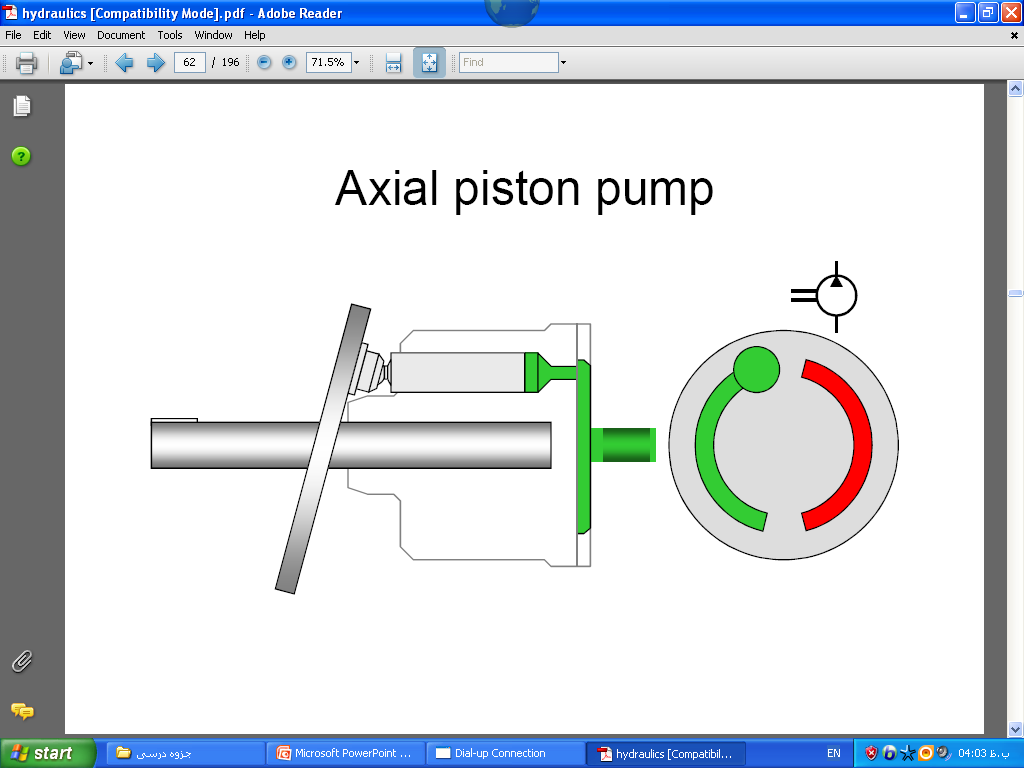 hydraulics [Compatibility Mode].pdf - Adobe Reader
File Edit View Document Tools Window Help
62 / 196 71.5% Find
Axial piston pump
start جزوه درسی Microsoft PowerPoint ... Dial-up Connection hydraulics [Compatibil... EN 04:03 ب.ظ